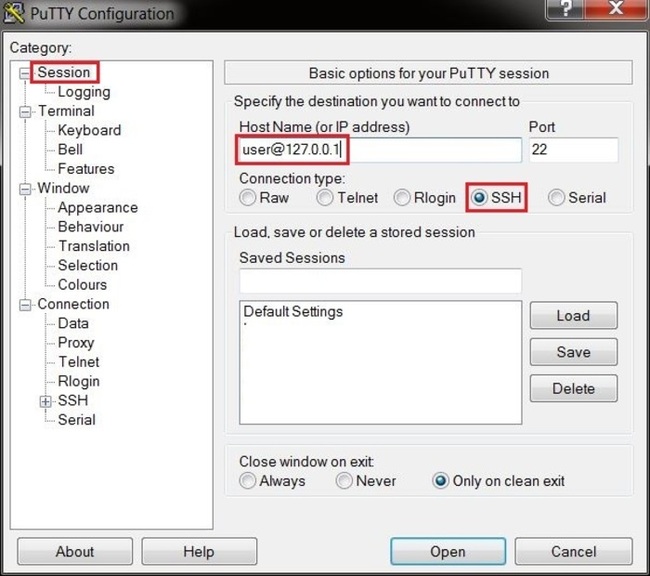 PuTTY Configuration
?
X
Category:
Session
Logging
Terminal
Keyboard
Bell
Features
Window
Appearance
Behaviour
Translation
Selection
Colours
Connection
Data
Proxy
Telnet
Rlogin
SSH
Serial
Basic options for your PuTTY session
Specify the destination you want to connect to
Host Name (or IP address) Port
user@127.0.0.1 22
Connection type:
Raw Telnet Rlogin SSH Serial
Load, save or delete a stored session
Saved Sessions
Default Settings
Load
Save
Delete
Close window on exit:
Always Never Only on clean exit
About Help Open Cancel